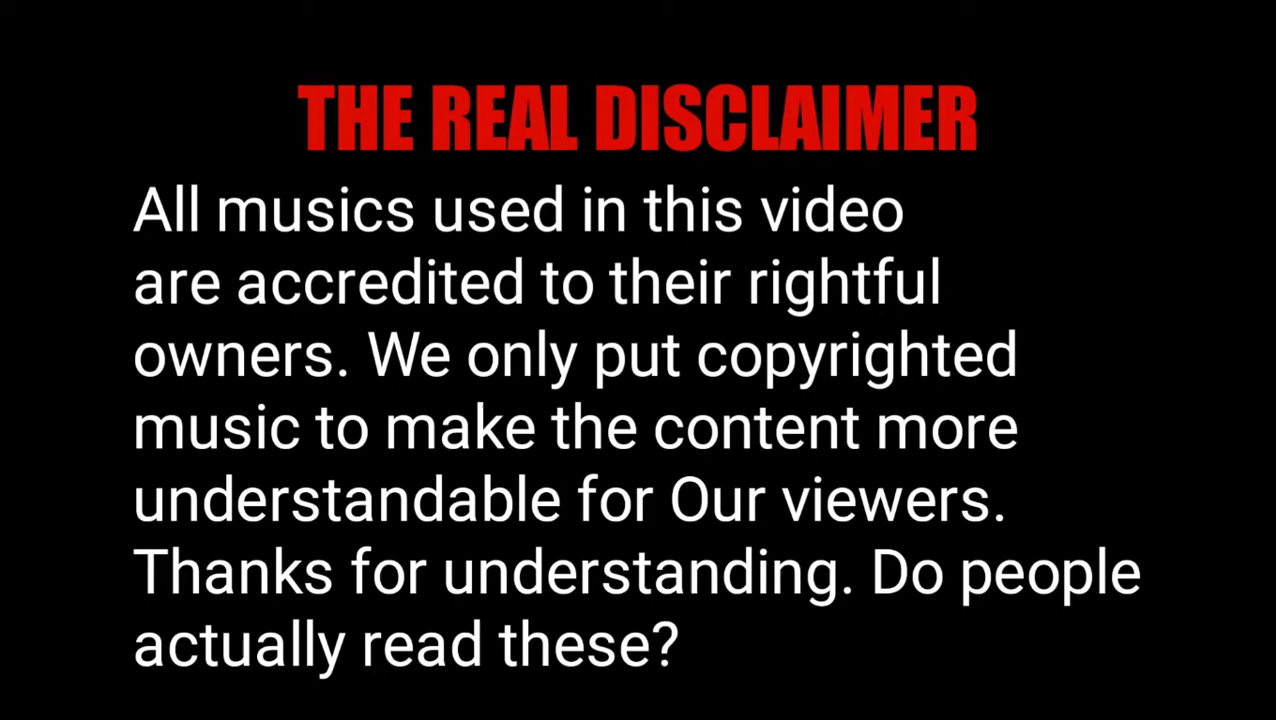 THE REAL DISCLAIMER
All musics used in this video
are accredited to their rightful
owners. We only put copyrighted
music to make the content more
understandable for Our viewers.
Thanks for understanding. Do people
actually read these?